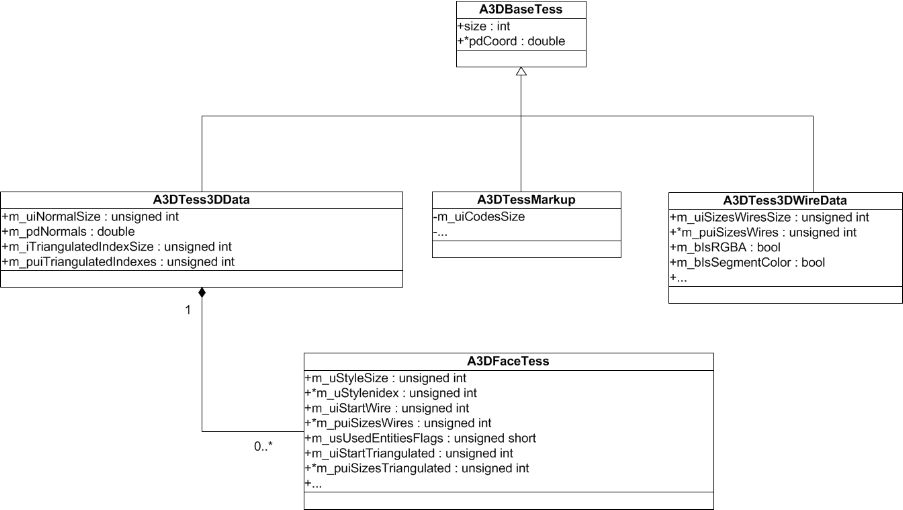 A3DBaseTess
+size : int
+*pdCoord : double
A3DTess3DData
+m_uiNormalSize : unsigned int
+m_pdNormals : double
+m_iTriangulatedIndexSize : unsigned int
+m_puiTriangulatedIndexes : unsigned int
A3DTessMarkup
-m_uiCodesSize
-...
A3DTess3DWireData
+m_uiSizesWiresSize : unsigned int
+*m_puiSizesWires : unsigned int
+m_bIsRGBA : bool
+m_bIsSegmentColor : bool
+...
1
0..*
A3DFaceTess
+m_uStyleSize : unsigned int
+*m_uStylenidex : unsigned int
+m_uiStartWire : unsigned int
+*m_puiSizesWires : unsigned int
+m_usUsedEntitiesFlags : unsigned short
+m_uiStartTriangulated : unsigned int
+*m_puiSizesTriangulated : unsigned int
+...